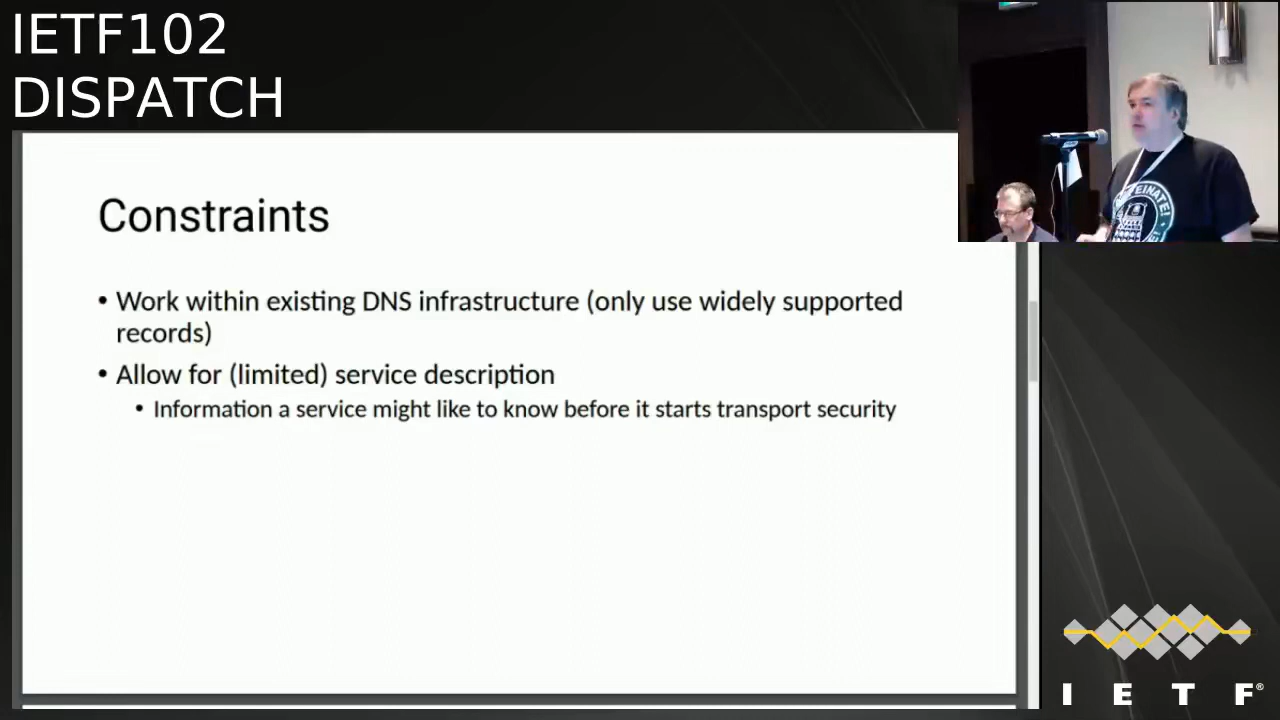 IETF102
DISPATCH
Constraints
• Work within existing DNS infrastructure (only use widely supported
records)
• Allow for (limited) service description
• Information a service might like to know before it starts transport security
I E T F®